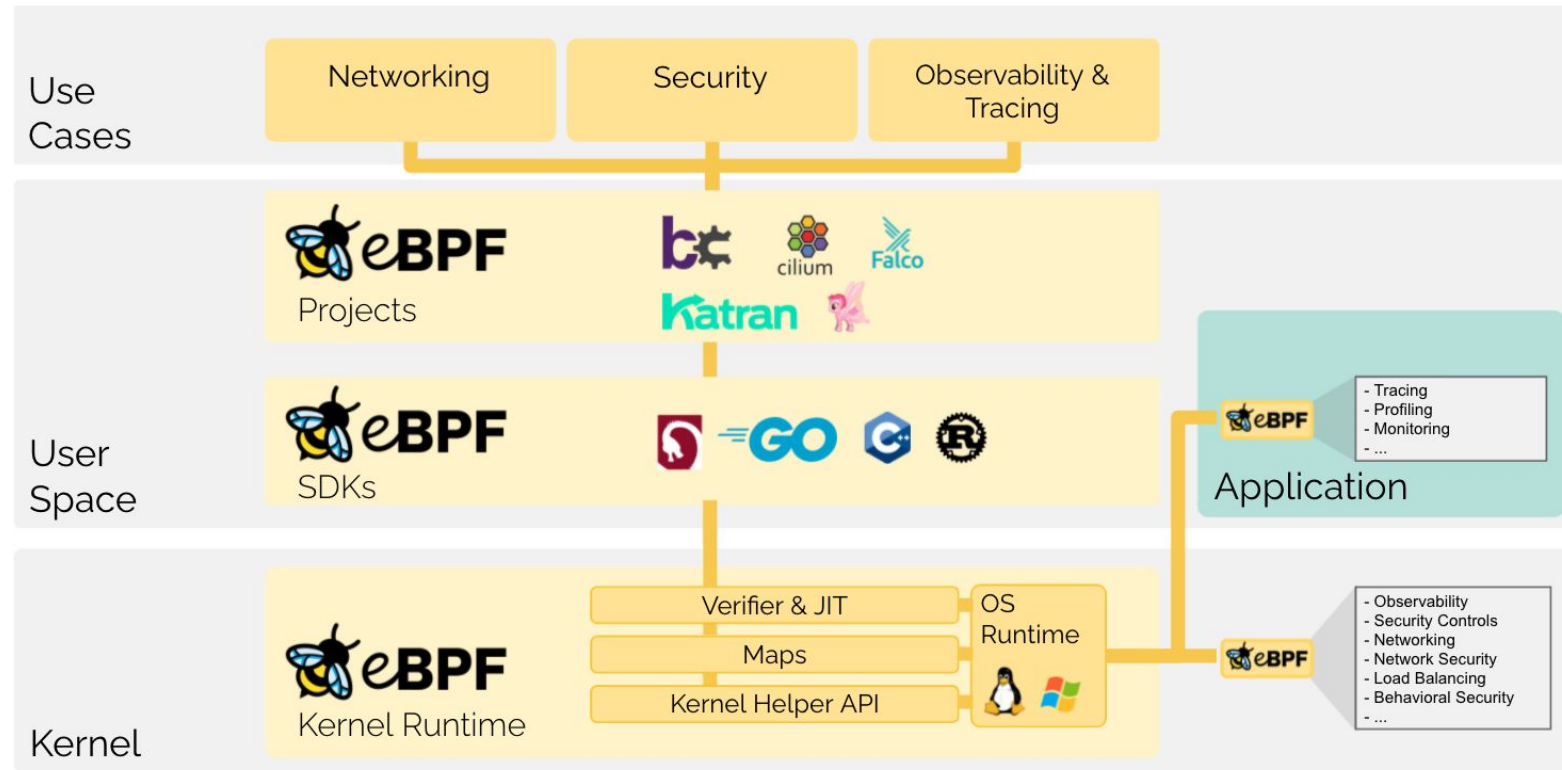 Use
Cases
Networking
Security
Observability &
Tracing
eBPF
Projects
bcc
cilium
Falco
Katran
User
Space
eBPF
SDKs
GO
C++
R
eBPF
- Tracing
- Profiling
- Monitoring
- ...
Application
Kernel
eBPF
Kernel Runtime
Verifier & JIT
Maps
Kernel Helper API
OS
Runtime
eBPF
- Observability
- Security Controls
- Networking
- Network Security
- Load Balancing
- Behavioral Security
- ...